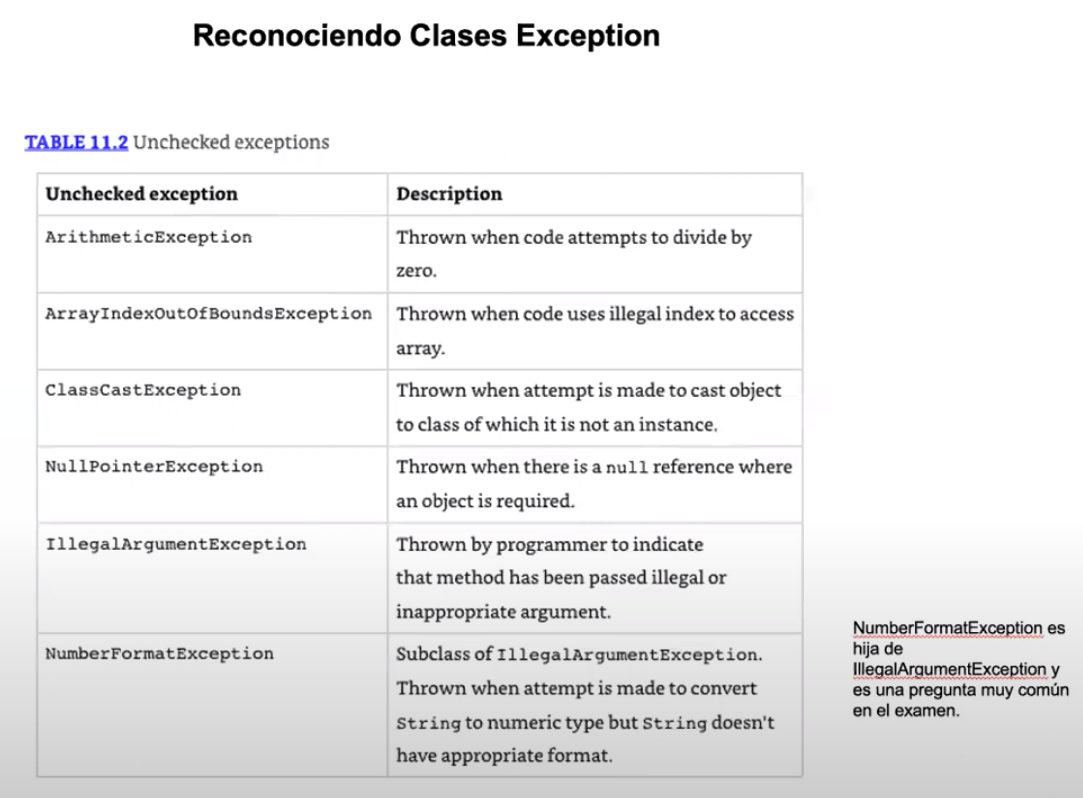 Reconociendo Clases Exception
TABLE 11.2 Unchecked exceptions
Unchecked exception
Description
ArithmeticException
Thrown when code attempts to divide by
zero.
ArrayIndexOutOfBoundsException
Thrown when code uses illegal index to access
array.
ClassCastException
Thrown when attempt is made to cast object
to class of which it is not an instance.
NullPointerException
Thrown when there is a null reference where
an object is required.
IllegalArgumentException
Thrown by programmer to indicate
that method has been passed illegal or
inappropriate argument.
NumberFormatException
Subclass of IllegalArgumentException.
Thrown when attempt is made to convert
String to numeric type but String doesn't
have appropriate format.
NumberFormatException es
hija de
IllegalArgumentException y
es una pregunta muy común
en el examen.